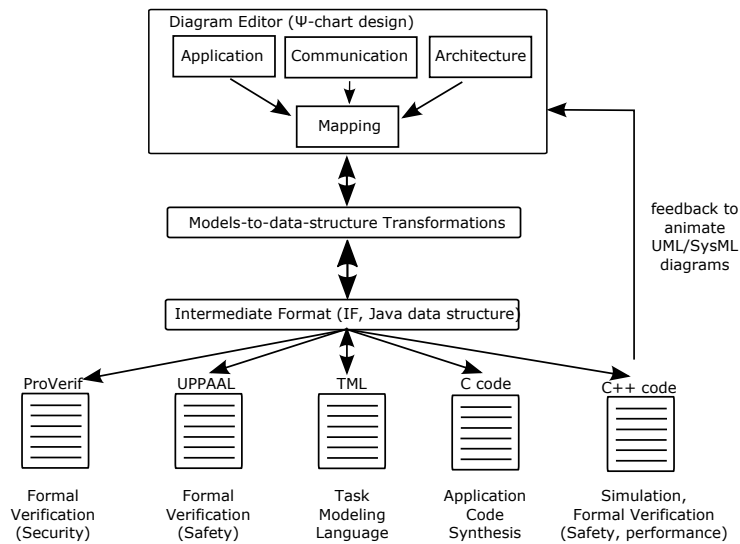 Diagram Editor (Ψ-chart design)
Application
Communication
Architecture
Mapping
Models-to-data-structure Transformations
feedback to
animate
UML/SysML
diagrams
Intermediate Format (IF, Java data structure)
ProVerif
UPPAAL
TML
C code
C++ code
Formal
Verification
(Security)
Formal
Verification
(Safety)
Task
Modeling
Language
Application
Code
Synthesis
Simulation,
Formal Verification
(Safety, performance)